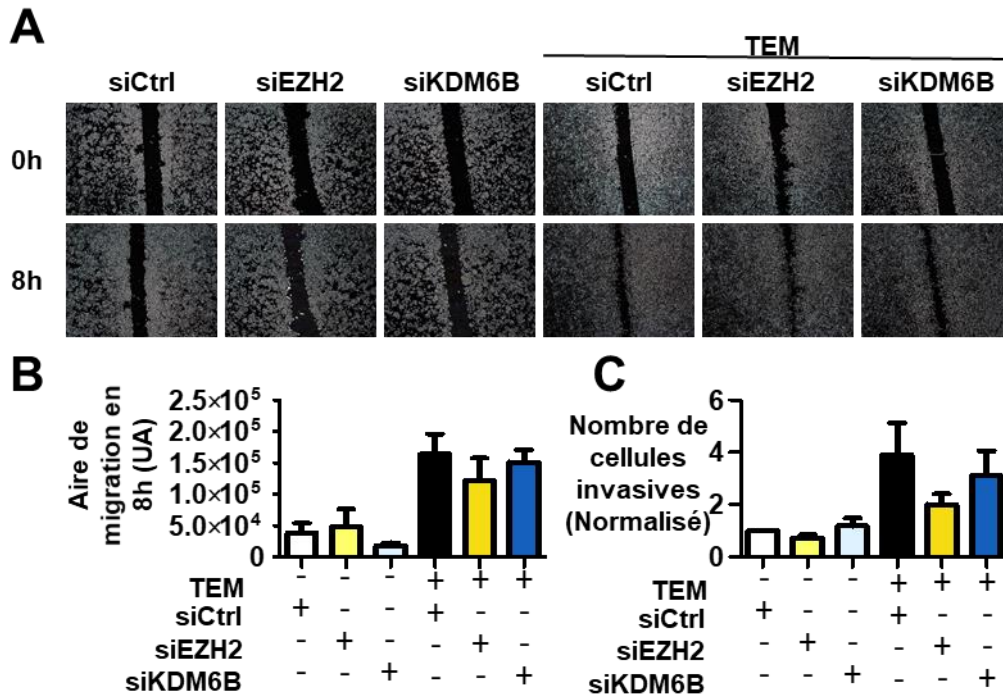 A
TEM
siCtrl siEZH2 siKDM6B siCtrl siEZH2 siKDM6B
0h
8h
B
Aire de
migration en
8h (UA)
2.5×10⁵
2.0×10⁵
1.5×10⁵
1.0×10⁵
5.0×10⁴
0
TEM - - - + + +
siCtrl + - - + - -
siEZH2 - + - - + -
siKDM6B - - + - - +
C
Nombre de
cellules
invasives
(Normalisé)
6
4
2
0
TEM - - - + + +
siCtrl + - - + - -
siEZH2 - + - - + -
siKDM6B - - + - - +